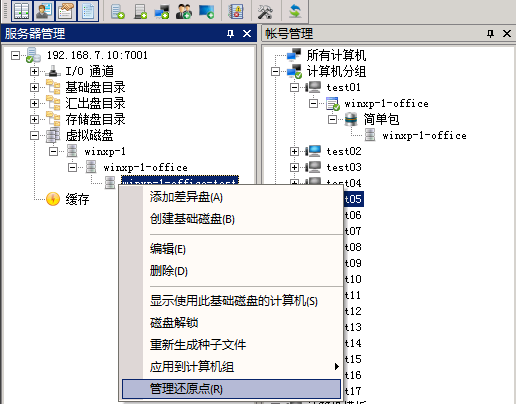 服务器管理
192.168.7.10:7001
I/O 通道
基础盘目录
汇出盘目录
存储盘目录
虚拟磁盘
winxp-1
winxp-1-office
winxp-1-office-test
缓存
添加差异盘(A)
创建基础磁盘(B)
编辑(E)
删除(D)
显示使用此基础磁盘的计算机(S)
磁盘解锁
重新生成种子文件
应用到计算机组
管理还原点(R)
帐号管理
所有计算机
计算机分组
test01
winxp-1-office
简单包
winxp-1-office
test02
test03
test04
t05
t06
t07
t08
t09
t10
t11
t12
t13
t14
t15
t16
t17